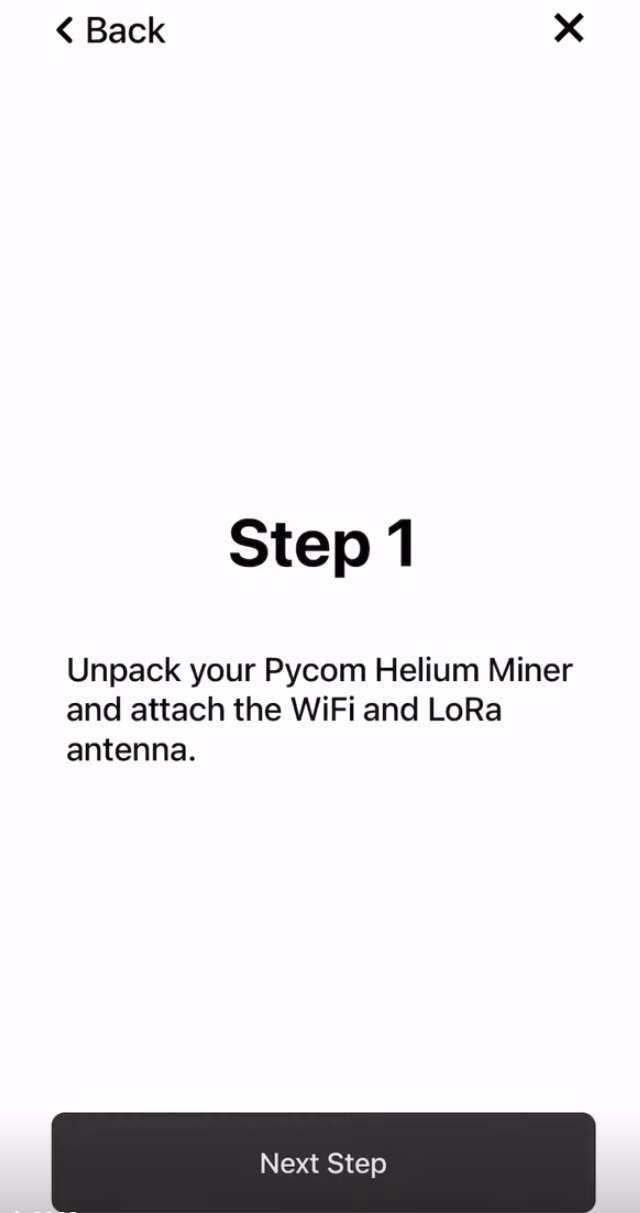 Back
Step 1
Unpack your Pycom Helium Miner
and attach the WiFi and LoRa
antenna.
Next Step